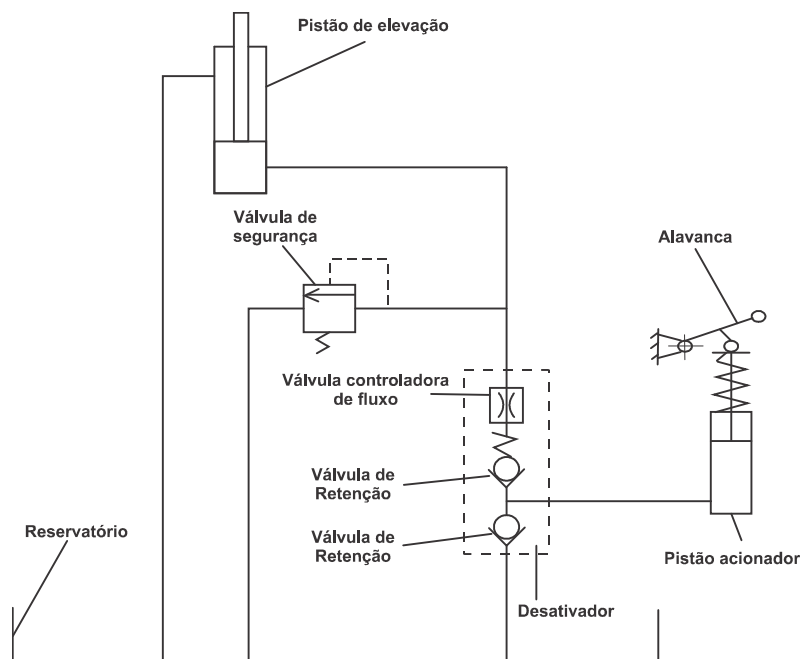 Pistão de elevação
Válvula de
segurança
Alavanca
Válvula controladora
de fluxo
Válvula de
Retenção
Válvula de
Retenção
Reservatório
Pistão acionador
Desativador